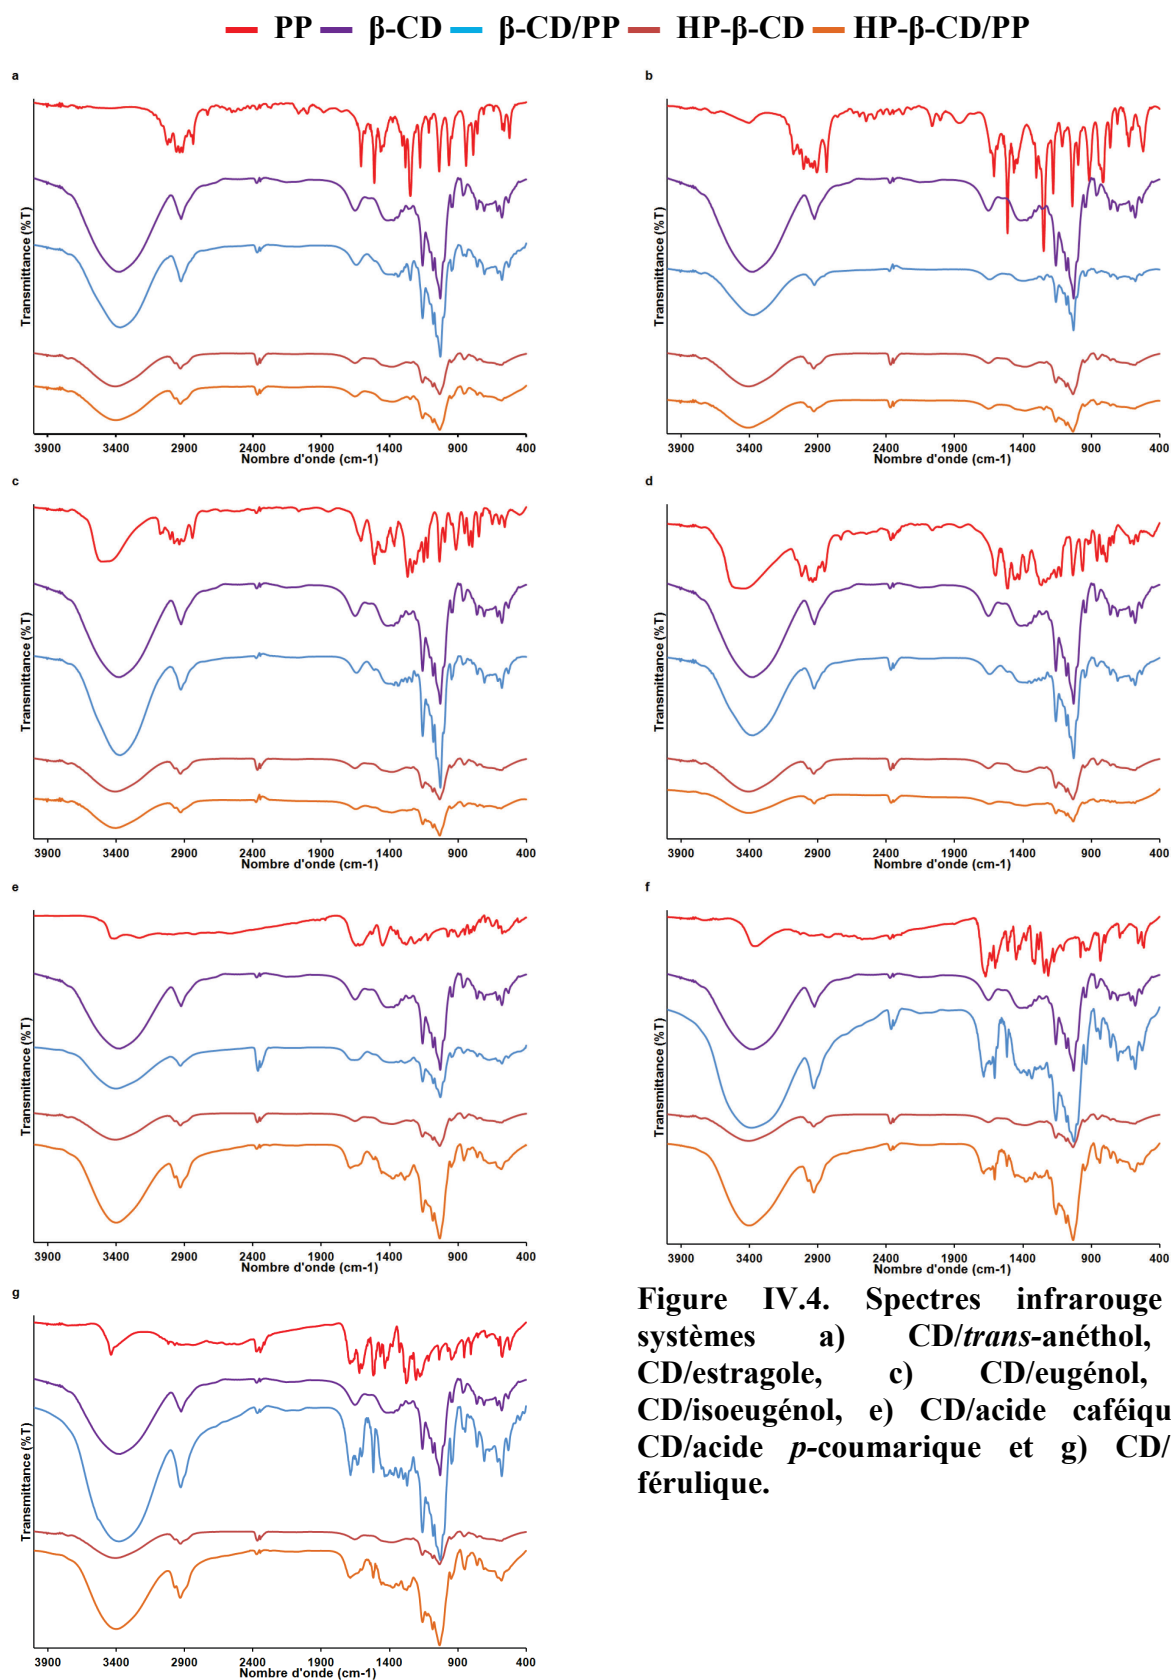 PP β-CD β-CD/PP HP-β-CD HP-β-CD/PP
a
Transmittance (%T)
3900 3400 2900 2400 1900 1400 900 400
Nombre d'onde (cm-1)
b
Transmittance (%T)
3900 3400 2900 2400 1900 1400 900 400
Nombre d'onde (cm-1)
c
Transmittance (%T)
3900 3400 2900 2400 1900 1400 900 400
Nombre d'onde (cm-1)
d
Transmittance (%T)
3900 3400 2900 2400 1900 1400 900 400
Nombre d'onde (cm-1)
e
Transmittance (%T)
3900 3400 2900 2400 1900 1400 900 400
Nombre d'onde (cm-1)
f
Transmittance (%T)
3900 3400 2900 2400 1900 1400 900 400
Nombre d'onde (cm-1)
g
Transmittance (%T)
3900 3400 2900 2400 1900 1400 900 400
Nombre d'onde (cm-1)
Figure IV.4. Spectres infrarouge
systèmes a) CD/trans-anéthol,
CD/estragole, c) CD/eugénol,
CD/isoeugénol, e) CD/acide caféiqu
CD/acide p-coumarique et g) CD/
férulique.